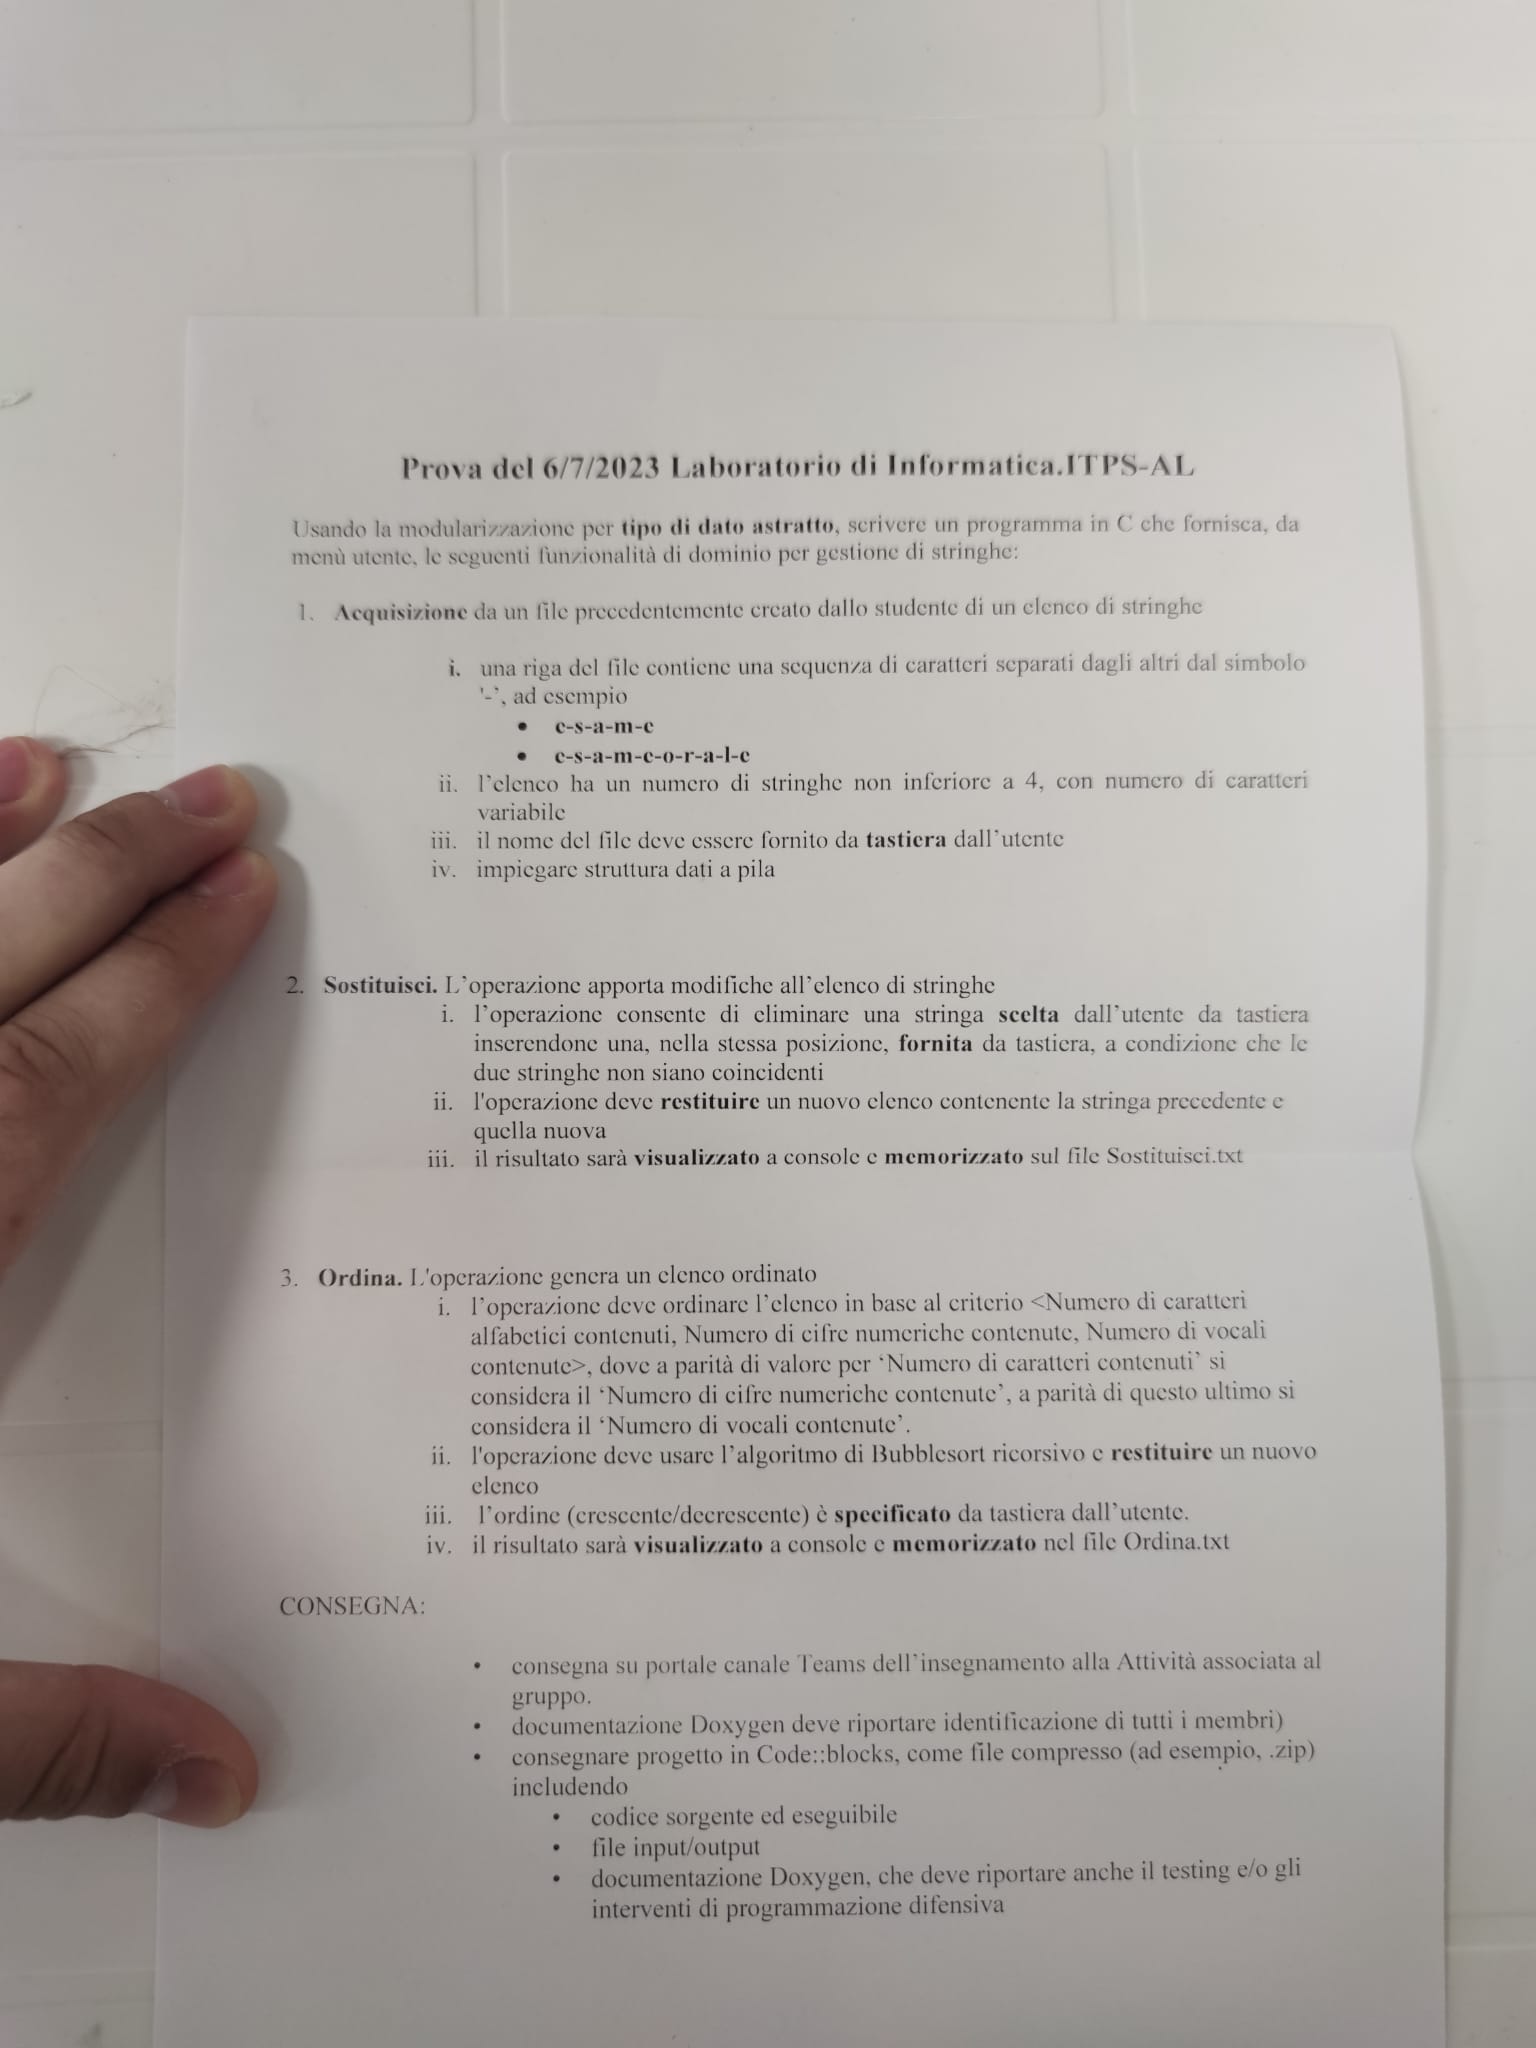 Prova del 6/7/2023 Laboratorio di Informatica.ITPS-AL
Usando la modularizzazione per tipo di dato astratto, scrivere un programma in C che fornisca, da
menù utente, le seguenti funzionalità di dominio per gestione di stringhe:
1. Acquisizione da un file precedentemente creato dallo studente di un elenco di stringhe
i. una riga del file contiene una sequenza di caratteri separati dagli altri dal simbolo
'-', ad esempio
• e-s-a-m-e
• e-s-a-m-e-o-r-a-l-e
ii. l'elenco ha un numero di stringhe non inferiore a 4, con numero di caratteri
variabile
iii. il nome del file deve essere fornito da tastiera dall'utente
iv. impiegare struttura dati a pila
2. Sostituisci. L'operazione apporta modifiche all'elenco di stringhe
i. l'operazione consente di eliminare una stringa scelta dall'utente da tastiera
inserendone una, nella stessa posizione, fornita da tastiera, a condizione che le
due stringhe non siano coincidenti
ii. l'operazione deve restituire un nuovo elenco contenente la stringa precedente e
quella nuova
iii. il risultato sarà visualizzato a console e memorizzato sul file Sostituisci.txt
3. Ordina. L'operazione genera un elenco ordinato
i. l'operazione deve ordinare l'elenco in base al criterio <Numero di caratteri
alfabetici contenuti, Numero di cifre numeriche contenute, Numero di vocali
contenute>, dove a parità di valore per ‘Numero di caratteri contenuti’ si
considera il ‘Numero di cifre numeriche contenute’, a parità di questo ultimo si
considera il ‘Numero di vocali contenute’.
ii. l'operazione deve usare l'algoritmo di Bubblesort ricorsivo e restituire un nuovo
elenco
iii. l'ordine (crescente/decrescente) è specificato da tastiera dall'utente.
iv. il risultato sarà visualizzato a console e memorizzato nel file Ordina.txt
CONSEGNA:
• consegna su portale canale Teams dell'insegnamento alla Attività associata al
gruppo.
• documentazione Doxygen deve riportare identificazione di tutti i membri)
• consegnare progetto in Code::blocks, come file compresso (ad esempio, .zip)
includendo
• codice sorgente ed eseguibile
• file input/output
• documentazione Doxygen, che deve riportare anche il testing e/o gli
interventi di programmazione difensiva